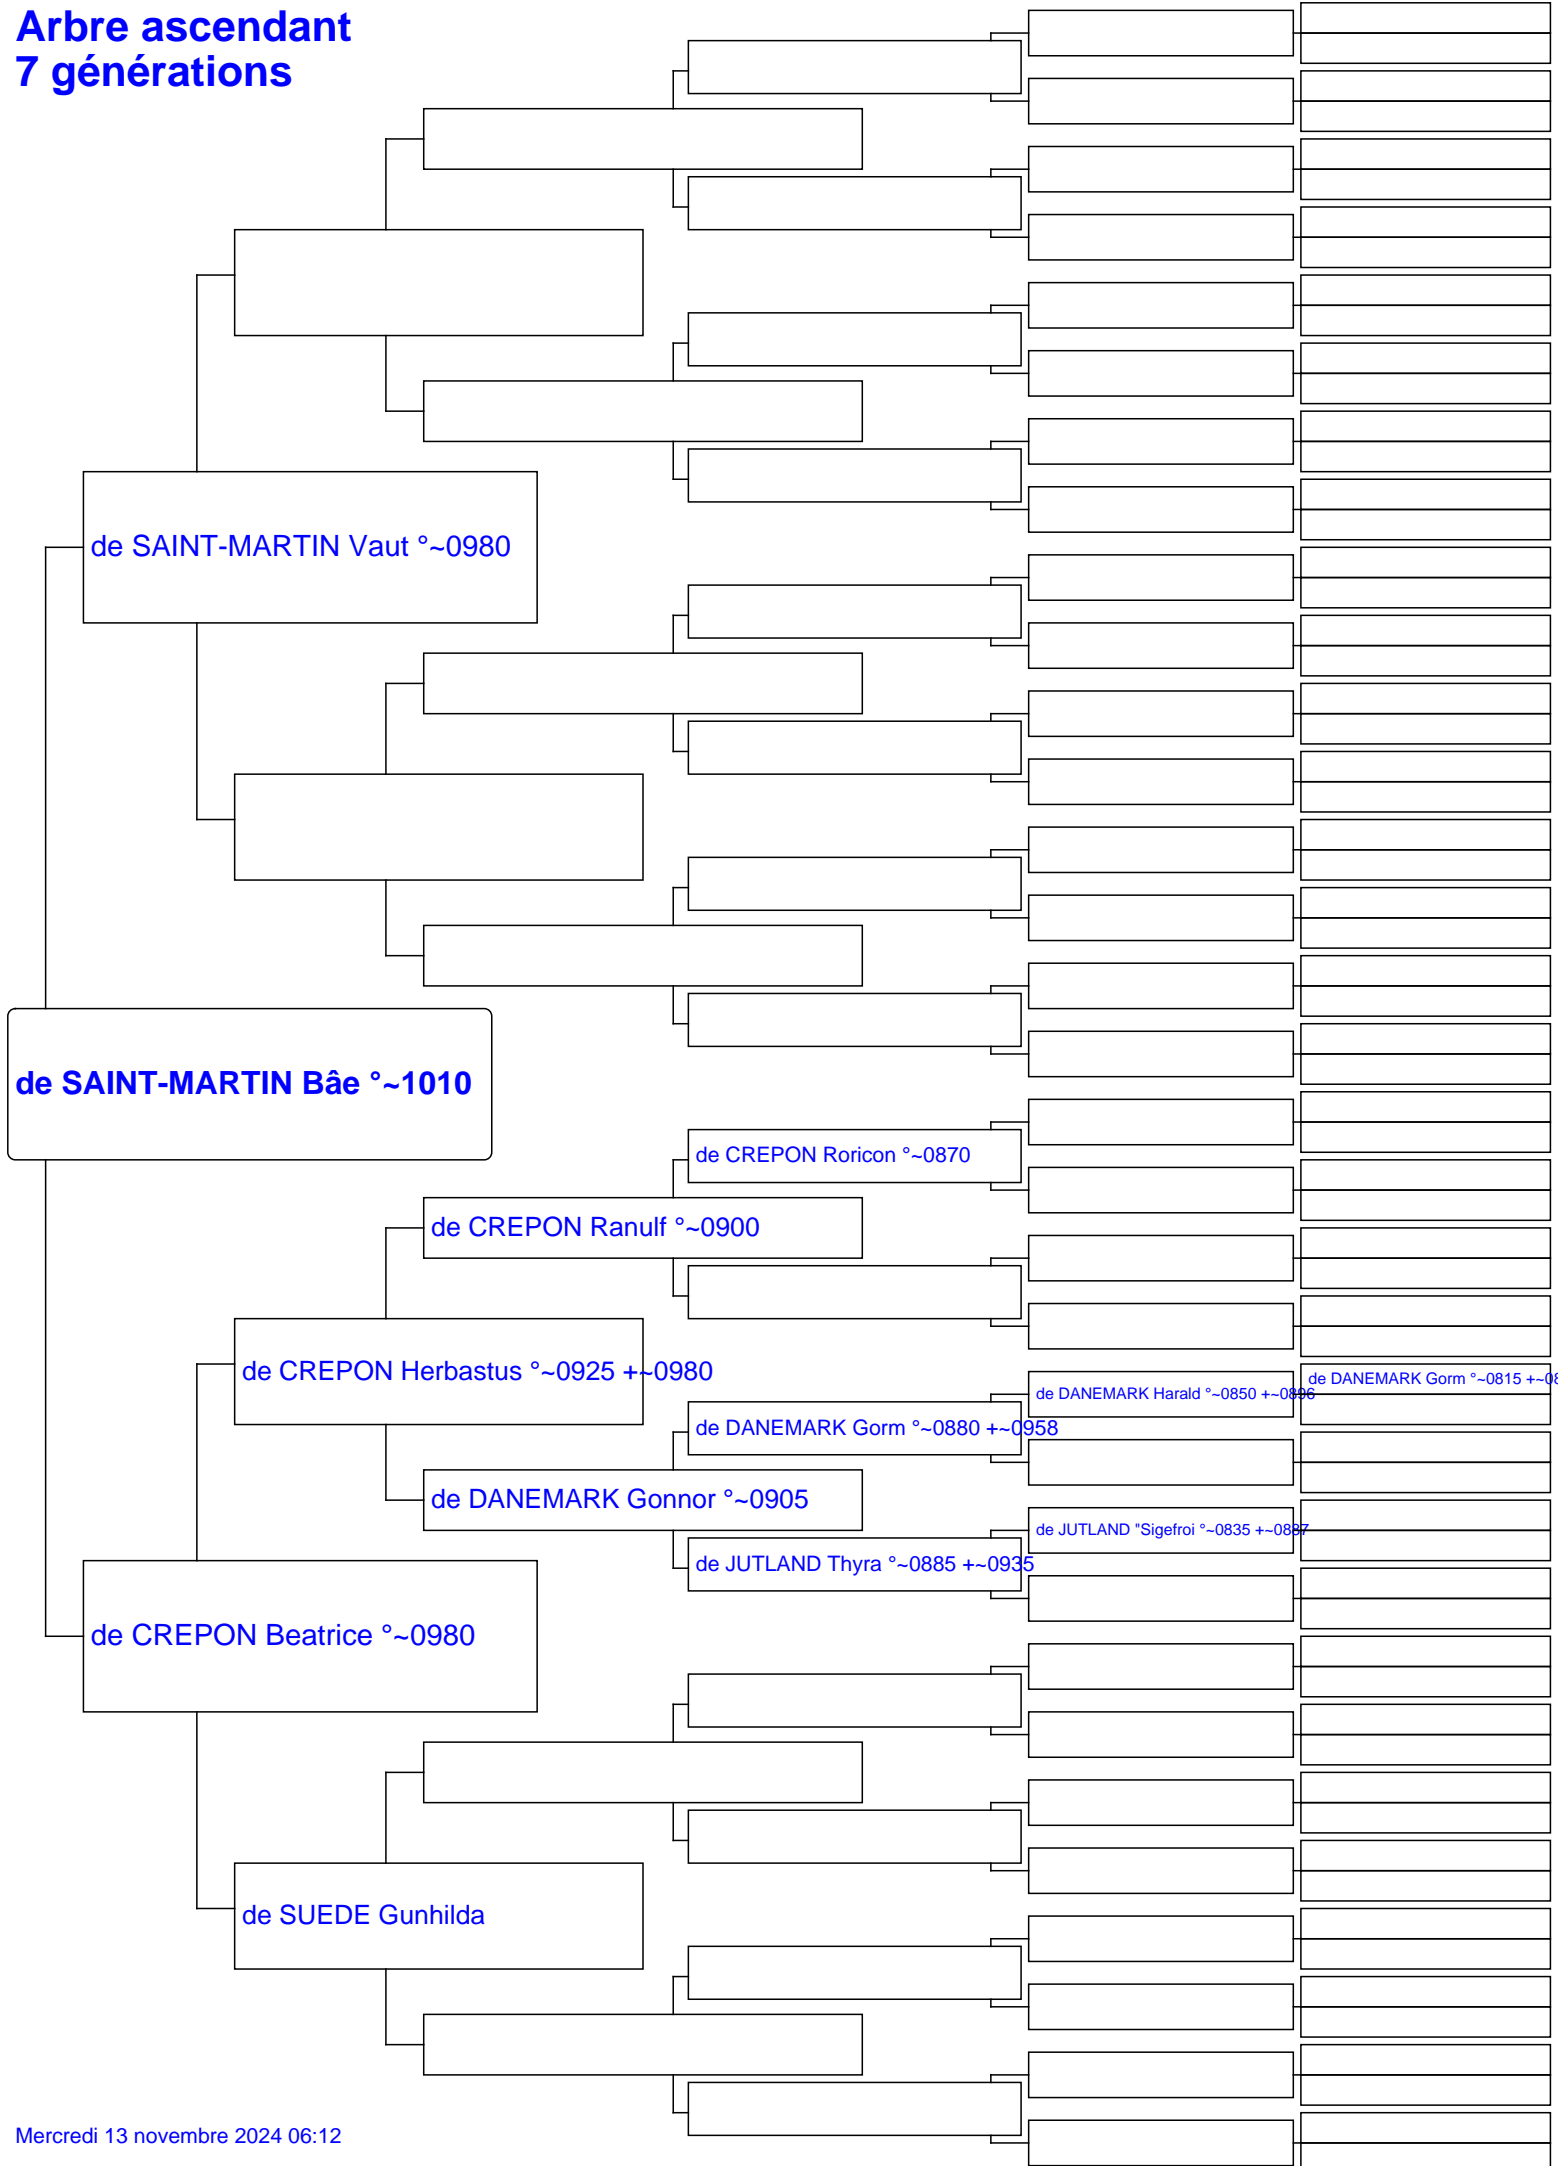 Arbre ascendant
7 générations
de SAINT-MARTIN Vaut °~0980
de SAINT-MARTIN Bâe °~1010
de CREPON Roricon °~0870
de CREPON Ranulf °~0900
de CREPON Herbastus °~0925 +~0980
de DANEMARK Gorm °~0815 +~08
de DANEMARK Harald °~0850 +~0896
de DANEMARK Gorm °~0880 +~0958
de DANEMARK Gonnor °~0905
de JUTLAND "Sigefroi °~0835 +~0887
de JUTLAND Thyra °~0885 +~0935
de CREPON Beatrice °~0980
de SUEDE Gunhilda
Mercredi 13 novembre 2024 06:12